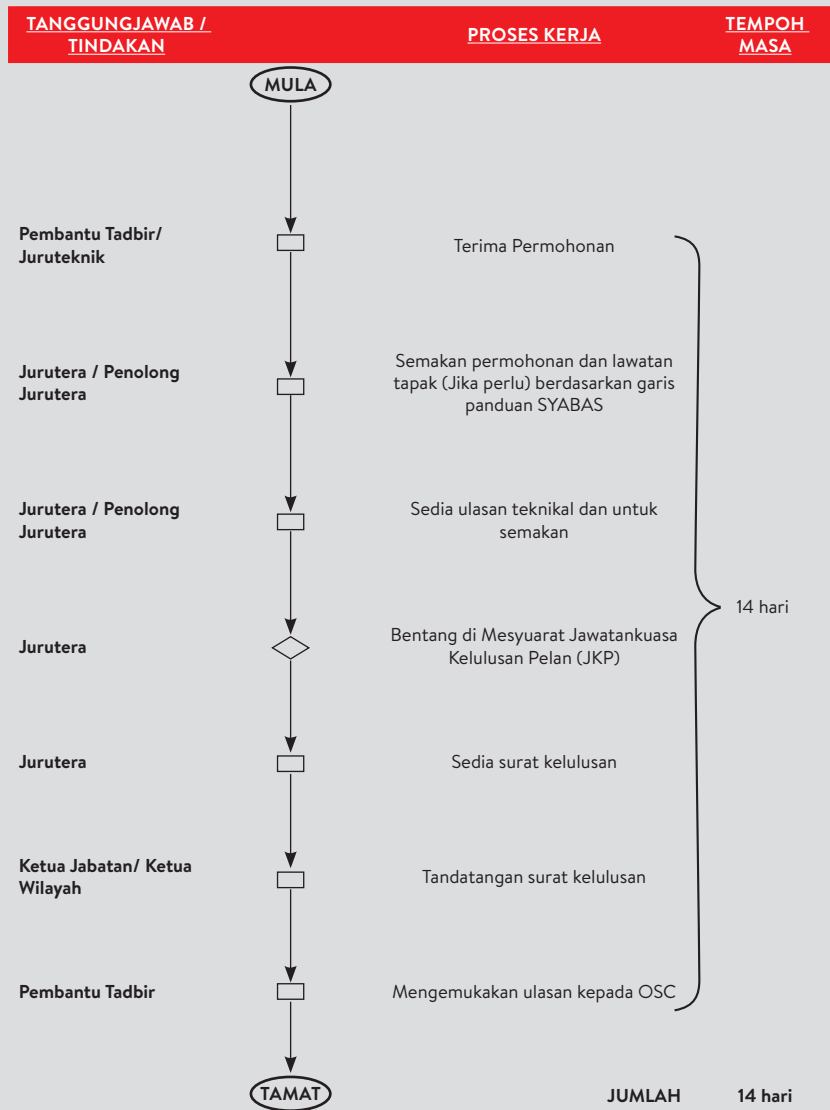 TANGGUNGJAWAB /
TINDAKAN
PROSES KERJA
TEMPOH
MASA
MULA
Pembantu Tadbir/
Juruteknik
Terima Permohonan
Jurutera / Penolong
Jurutera
Semakan permohonan dan lawatan
tapak (Jika perlu) berdasarkan garis
panduan SYABAS
Jurutera / Penolong
Jurutera
Sedia ulasan teknikal dan untuk
semakan
14 hari
Jurutera
Bentang di Mesyuarat Jawatankuasa
Kelulusan Pelan (JKP)
Jurutera
Sedia surat kelulusan
Ketua Jabatan/ Ketua
Wilayah
Tandatangan surat kelulusan
Pembantu Tadbir
Mengemukakan ulasan kepada OSC
TAMAT
JUMLAH
14 hari